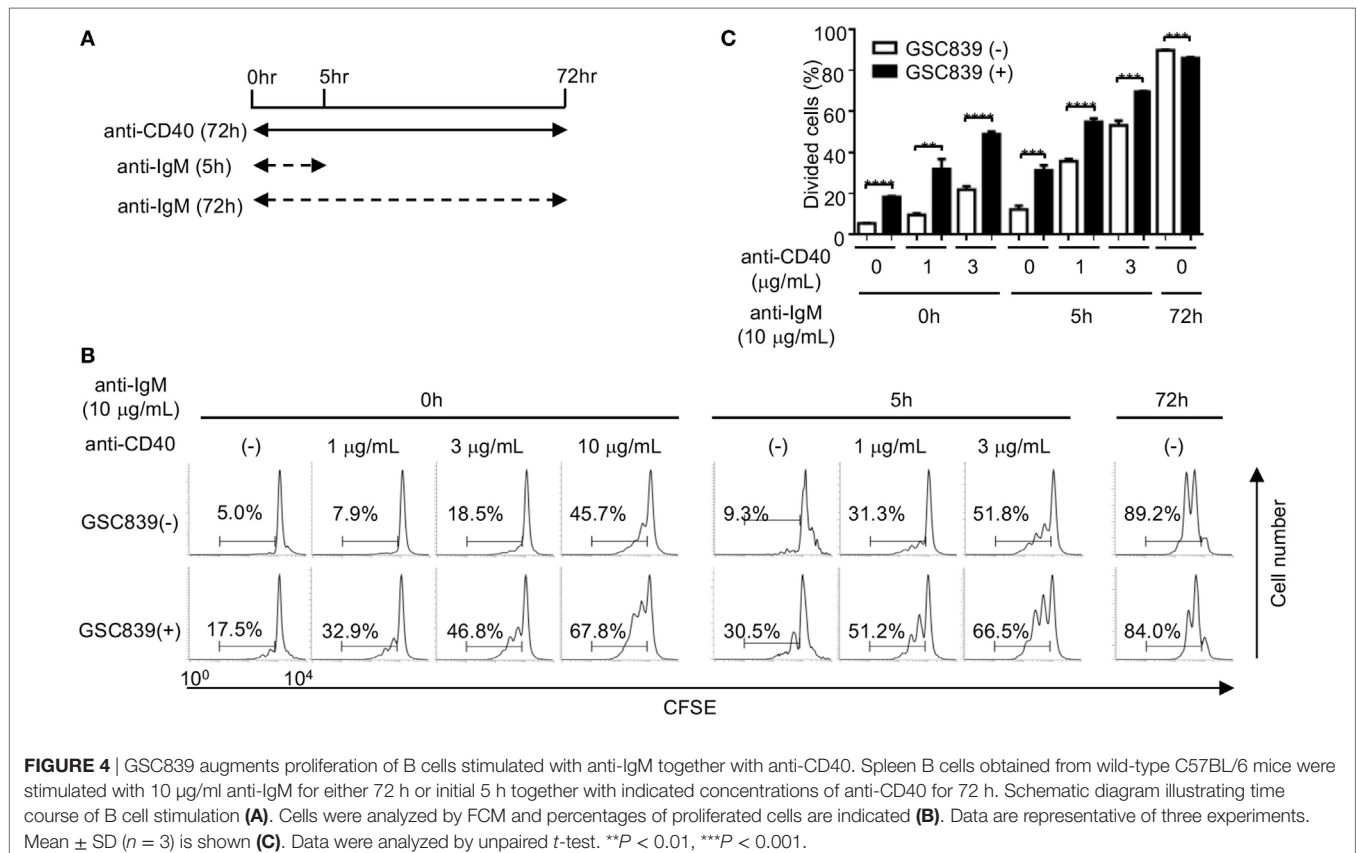 A
0hr 5hr 72hr
anti-CD40 (72h)
anti-IgM (5h)
anti-IgM (72h)
C
100
80
60
40
20
0
Divided cells (%)
GSC839 (-)
GSC839 (+)
**** ** **** *** **** *** ***
anti-CD40
(µg/mL)
0 1 3 0 1 3 0
anti-IgM
(10 µg/mL)
0h 5h 72h
B
anti-IgM
(10 µg/mL)
0h 5h 72h
anti-CD40 (-) 1 µg/mL 3 µg/mL 10 µg/mL (-) 1 µg/mL 3 µg/mL (-)
GSC839(-) 5.0% 7.9% 18.5% 45.7% 9.3% 31.3% 51.8% 89.2%
GSC839(+) 17.5% 32.9% 46.8% 67.8% 30.5% 51.2% 66.5% 84.0%
Cell number
10⁰ 10⁴
CFSE
FIGURE 4 | GSC839 augments proliferation of B cells stimulated with anti-IgM together with anti-CD40. Spleen B cells obtained from wild-type C57BL/6 mice were
stimulated with 10 µg/ml anti-IgM for either 72 h or initial 5 h together with indicated concentrations of anti-CD40 for 72 h. Schematic diagram illustrating time
course of B cell stimulation (A). Cells were analyzed by FCM and percentages of proliferated cells are indicated (B). Data are representative of three experiments.
Mean ± SD (n = 3) is shown (C). Data were analyzed by unpaired t-test. **P < 0.01, ***P < 0.001.